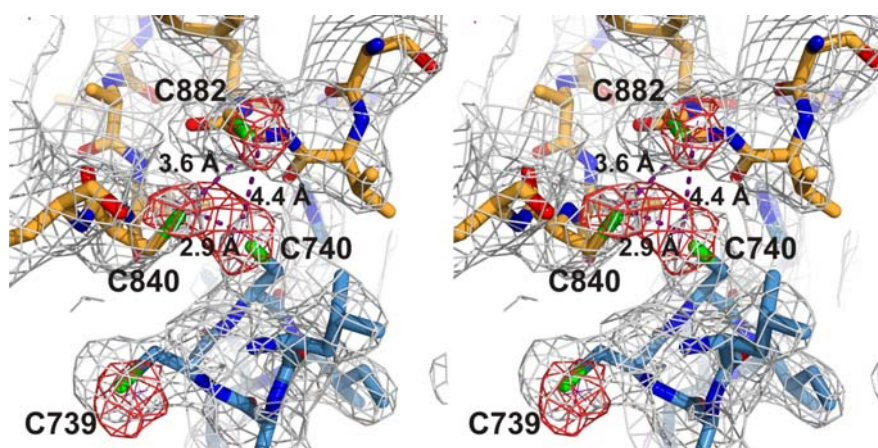 C882 C882
3.6 Å 3.6 Å
4.4 Å 4.4 Å
2.9 Å C740 2.9 Å C740
C840 C840
C739 C739